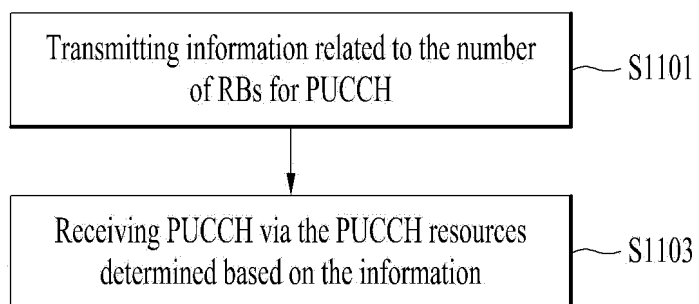 Transmitting information related to the number
of RBs for PUCCH
S1101
Receiving PUCCH via the PUCCH resources
determined based on the information
S1103